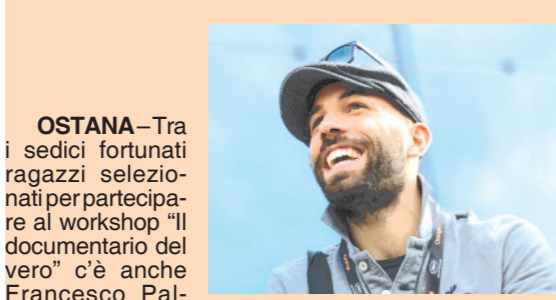 OSTANA – Tra
i sedici fortunati
ragazzi selezio-
nati per partecipa-
re al workshop “Il
documentario del
vero” c’è anche
Francesco Pal-